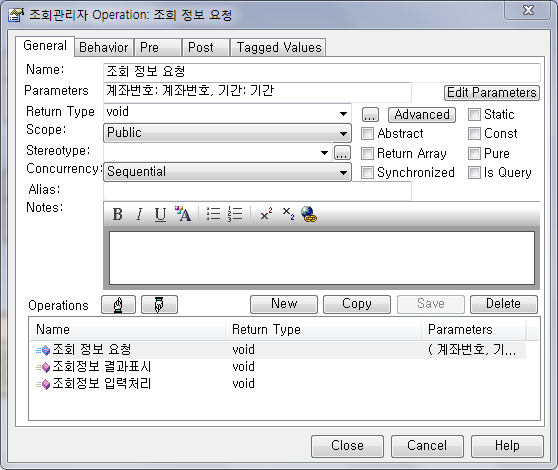 조회관리자 Operation: 조회 정보 요청
General Behavior Pre Post Tagged Values
Name: 조회 정보 요청
Parameters 계좌번호: 계좌번호, 기간: 기간 Edit Parameters
Return Type void ... Advanced Static
Scope: Public Abstract Const
Stereotype: ... Return Array Pure
Concurrency: Sequential Synchronized Is Query
Alias:
Notes:
B I U A x² x₂
Operations New Copy Save Delete
Name Return Type Parameters
조회 정보 요청 void ( 계좌번호, 기...
조회정보 결과표시 void
조회정보 입력처리 void
Close Cancel Help